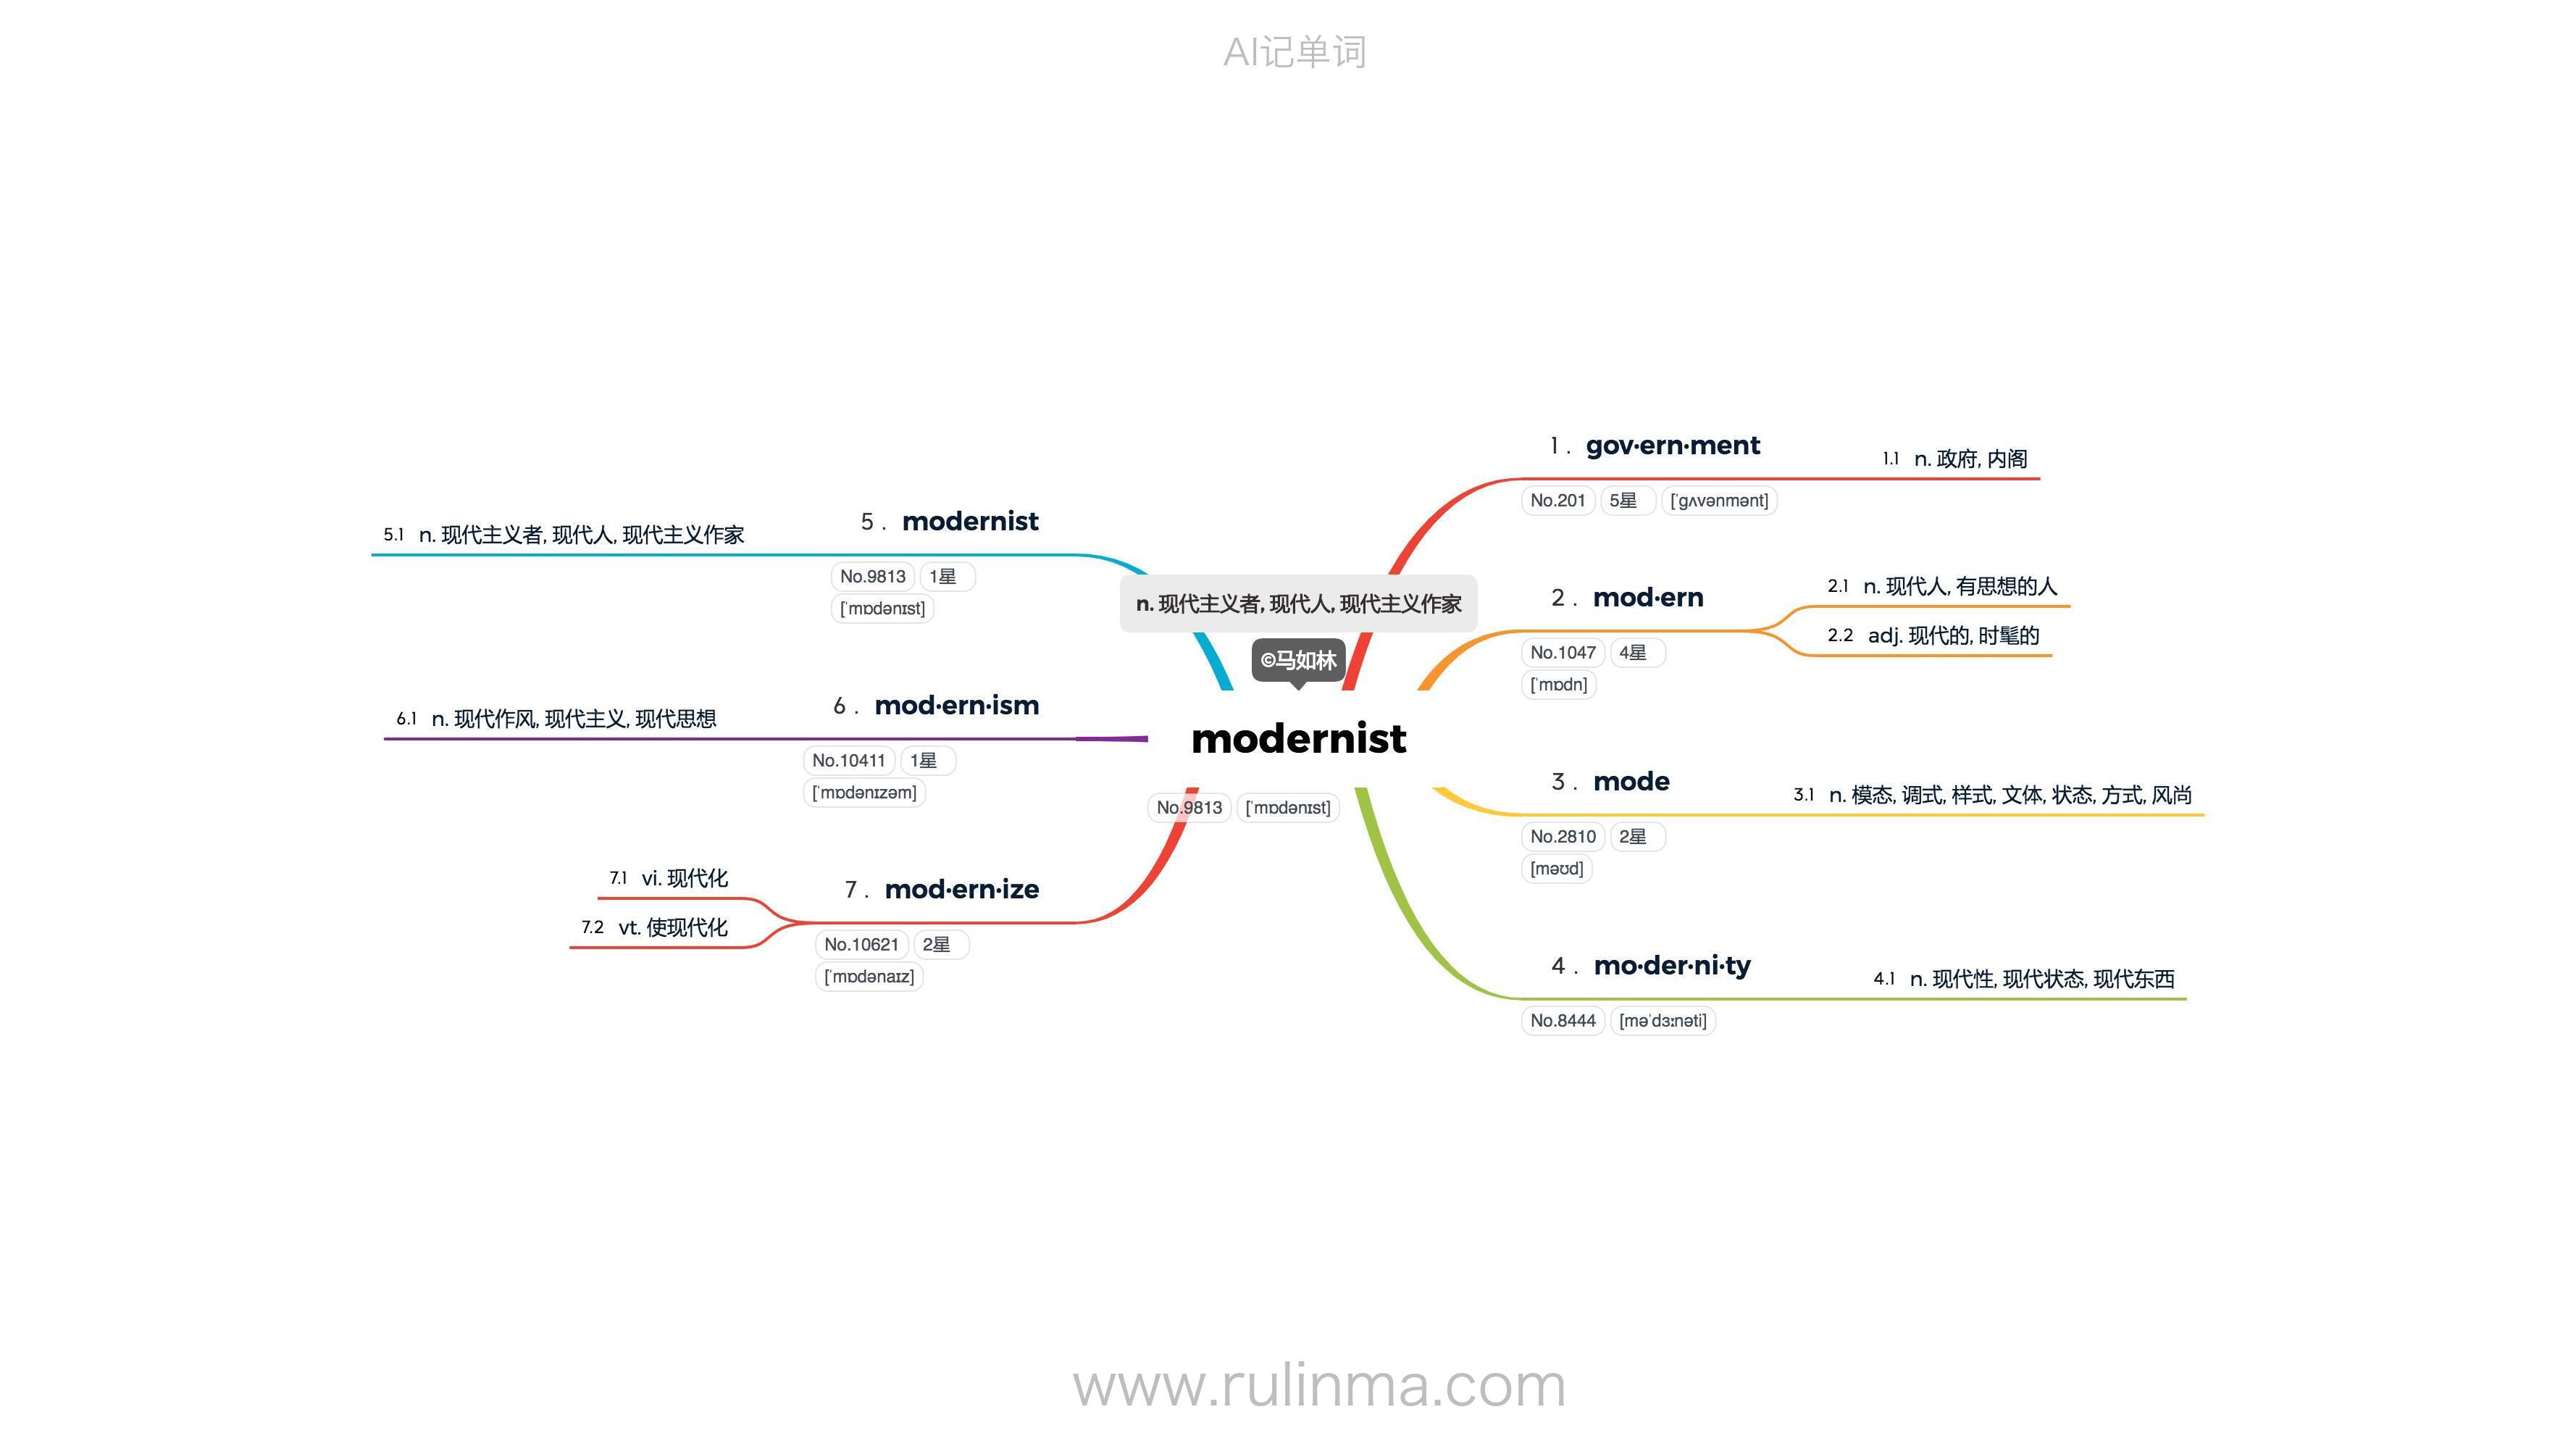 AI记单词
n. 现代主义者, 现代人, 现代主义作家
©马如林
modernist
No.9813 [ˈmɒdənɪst]
1 . gov·ern·ment
No.201 5星 [ˈɡʌvənmənt]
1.1 n. 政府, 内阁
2 . mod·ern
No.1047 4星
[ˈmɒdn]
2.1 n. 现代人, 有思想的人
2.2 adj. 现代的, 时髦的
3 . mode
No.2810 2星
[məʊd]
3.1 n. 模态, 调式, 样式, 文体, 状态, 方式, 风尚
4 . mo·der·ni·ty
No.8444 [məˈdɜːnəti]
4.1 n. 现代性, 现代状态, 现代东西
5 . modernist
No.9813 1星
[ˈmɒdənɪst]
5.1 n. 现代主义者, 现代人, 现代主义作家
6 . mod·ern·ism
No.10411 1星
[ˈmɒdənɪzəm]
6.1 n. 现代作风, 现代主义, 现代思想
7 . mod·ern·ize
No.10621 2星
[ˈmɒdənaɪz]
7.1 vi. 现代化
7.2 vt. 使现代化
www.rulinma.com